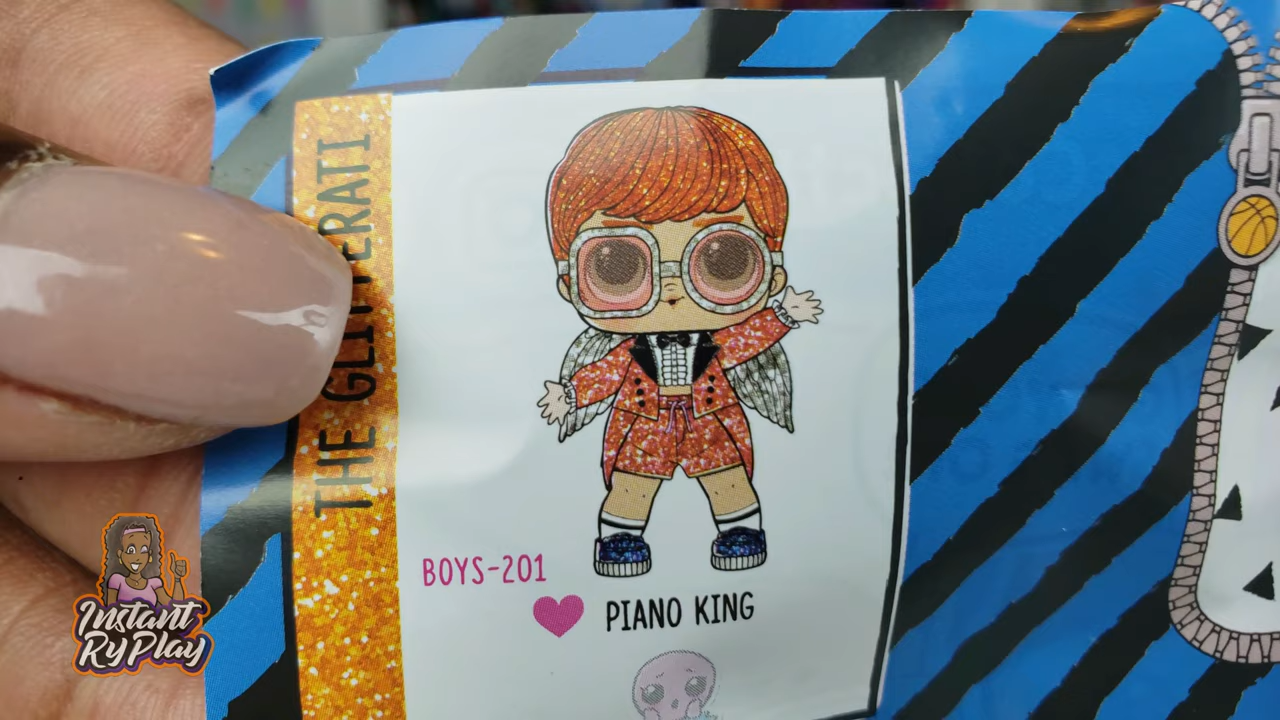 THE GLITTERATI
BOYS-201
PIANO KING
Instant
RyPlay